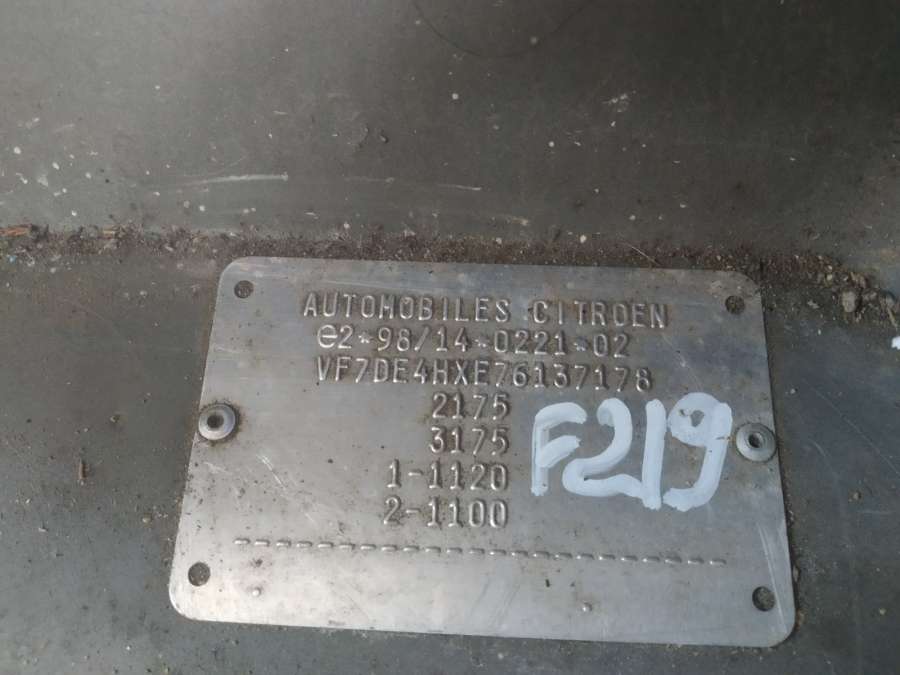 AUTOMOBILES CITROEN
e2*98/14*0221*02
VF7DE4HXE76137178
2175
3175
1-1120
2-1100
F219